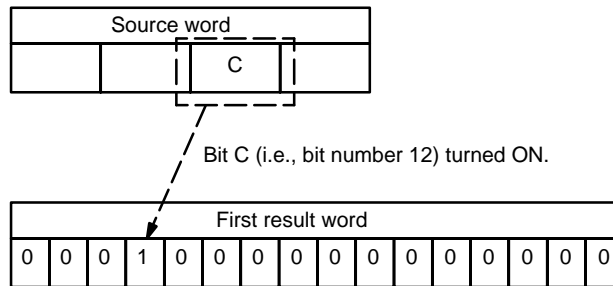 Source word
C
Bit C (i.e., bit number 12) turned ON.
First result word
0 0 0 1 0 0 0 0 0 0 0 0 0 0 0 0